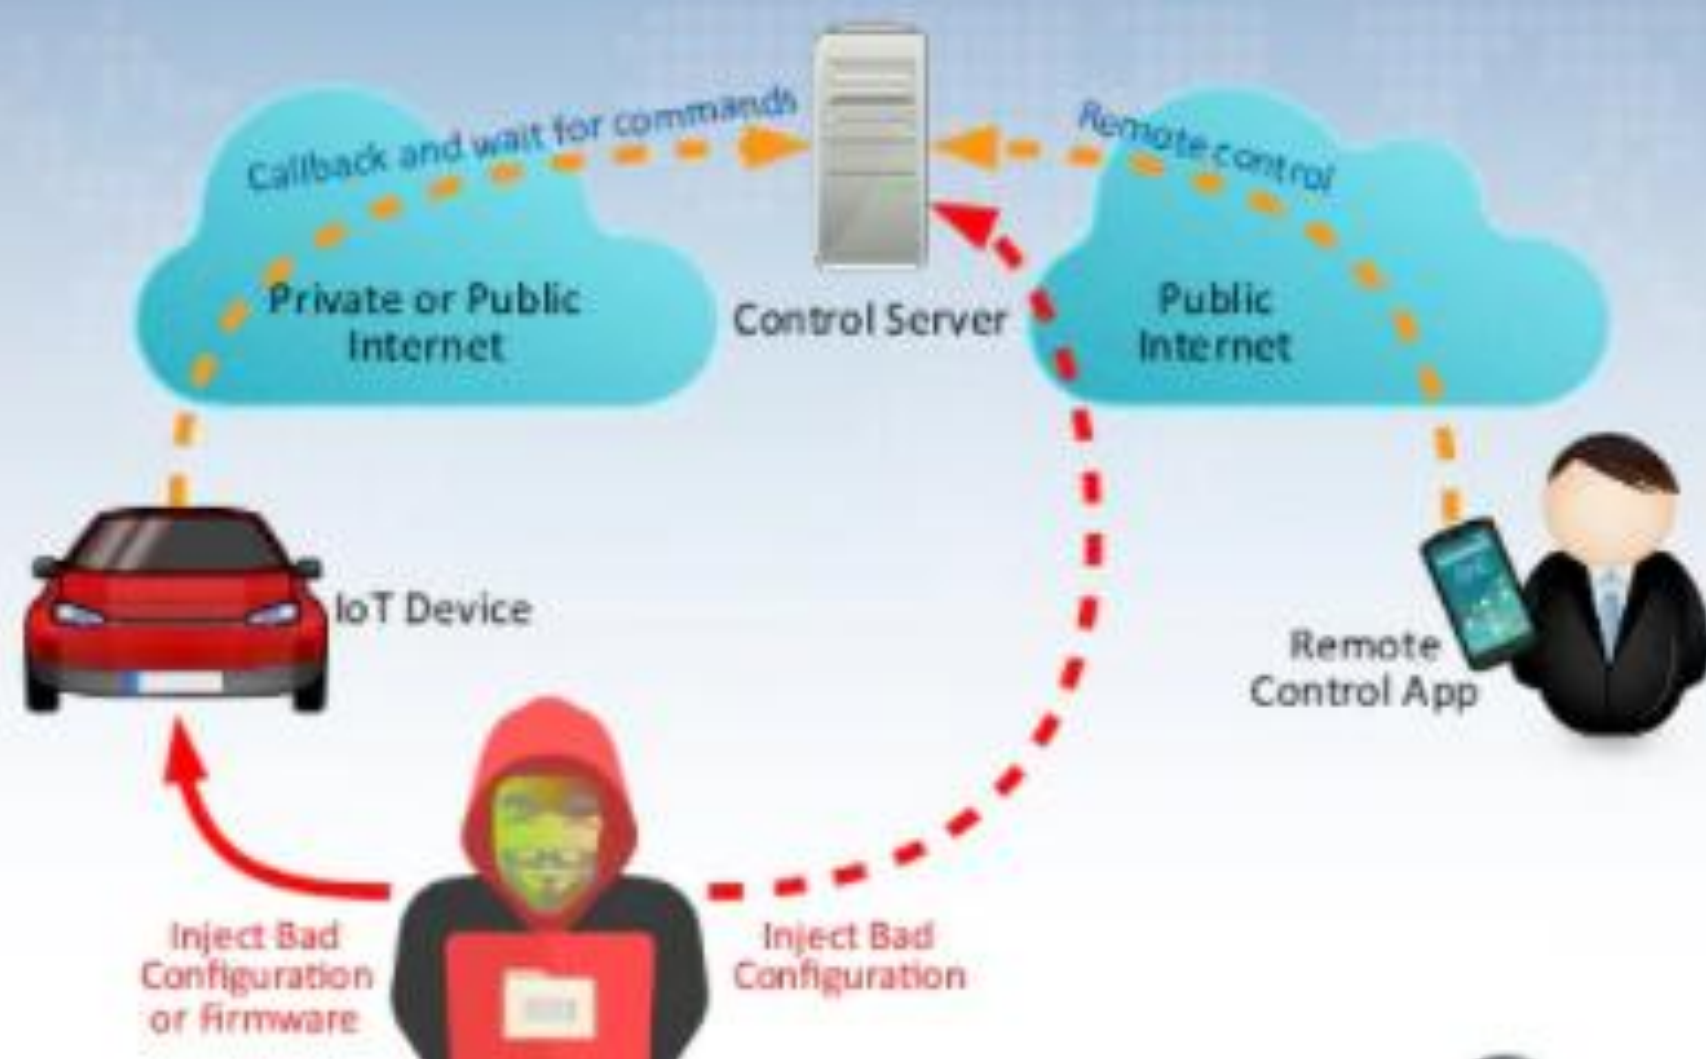 Callback and wait for commands
Remote control
Private or Public
Internet
Control Server
Public
Internet
IoT Device
Remote
Control App
Inject Bad
Configuration
or Firmware
Inject Bad
Configuration